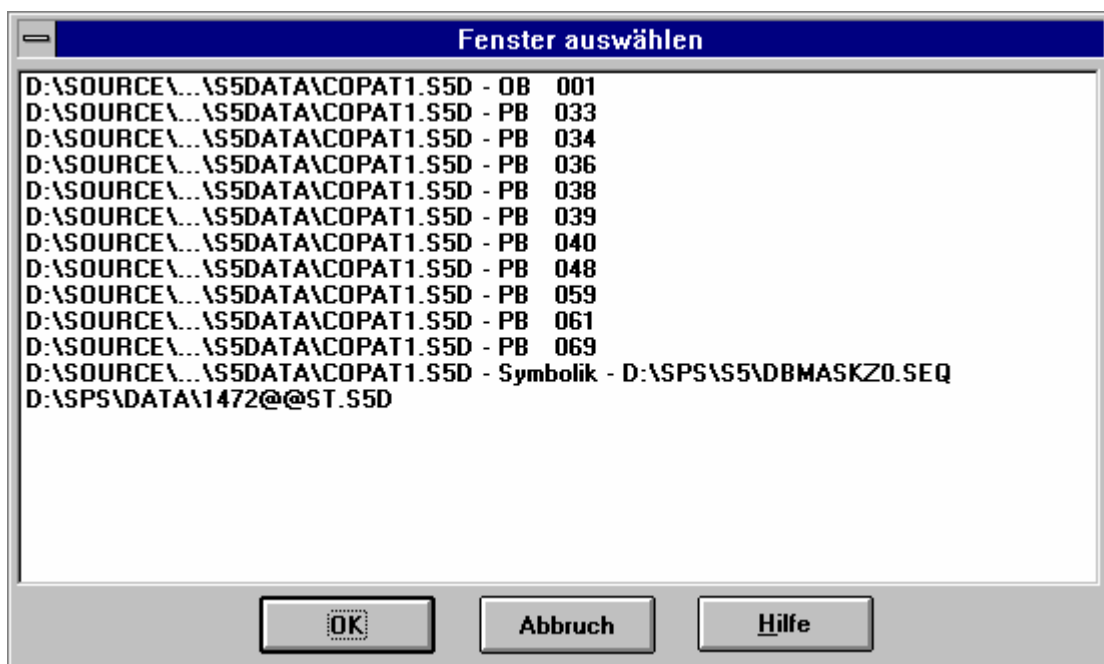 Fenster auswählen
D:\SOURCE\...\S5DATA\COPAT1.S5D - OB 001
D:\SOURCE\...\S5DATA\COPAT1.S5D - PB 033
D:\SOURCE\...\S5DATA\COPAT1.S5D - PB 034
D:\SOURCE\...\S5DATA\COPAT1.S5D - PB 036
D:\SOURCE\...\S5DATA\COPAT1.S5D - PB 038
D:\SOURCE\...\S5DATA\COPAT1.S5D - PB 039
D:\SOURCE\...\S5DATA\COPAT1.S5D - PB 040
D:\SOURCE\...\S5DATA\COPAT1.S5D - PB 048
D:\SOURCE\...\S5DATA\COPAT1.S5D - PB 059
D:\SOURCE\...\S5DATA\COPAT1.S5D - PB 061
D:\SOURCE\...\S5DATA\COPAT1.S5D - PB 069
D:\SOURCE\...\S5DATA\COPAT1.S5D - Symbolik - D:\SPS\S5\DBMASKZ0.SEQ
D:\SPS\DATA\1472@@ST.S5D
OK Abbruch Hilfe